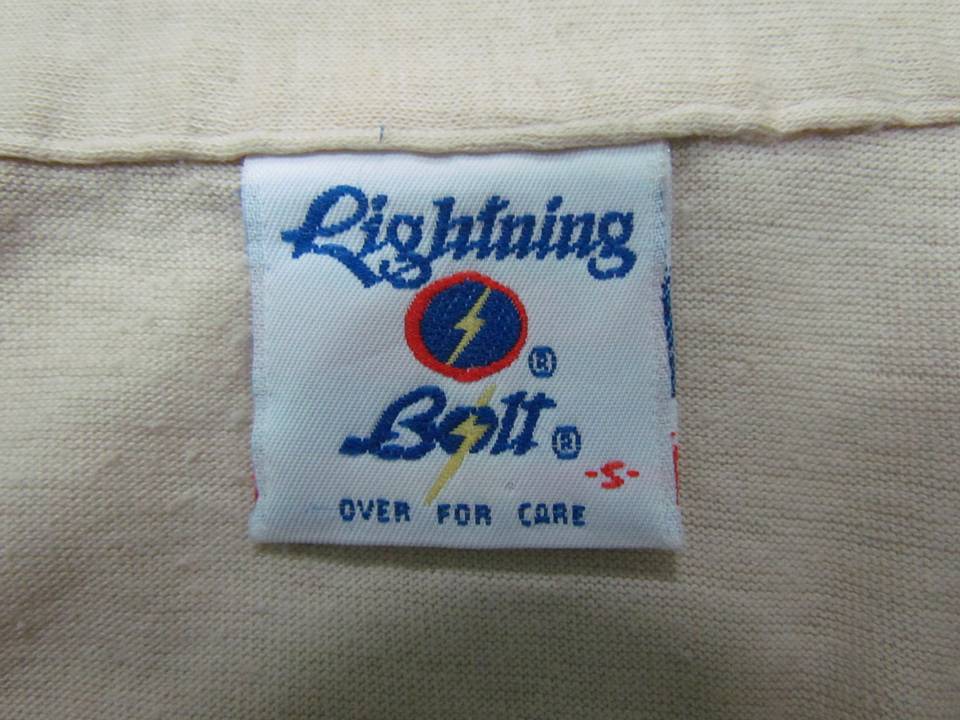 Lightning
®
Bolt ®
-S-
OVER FOR CARE